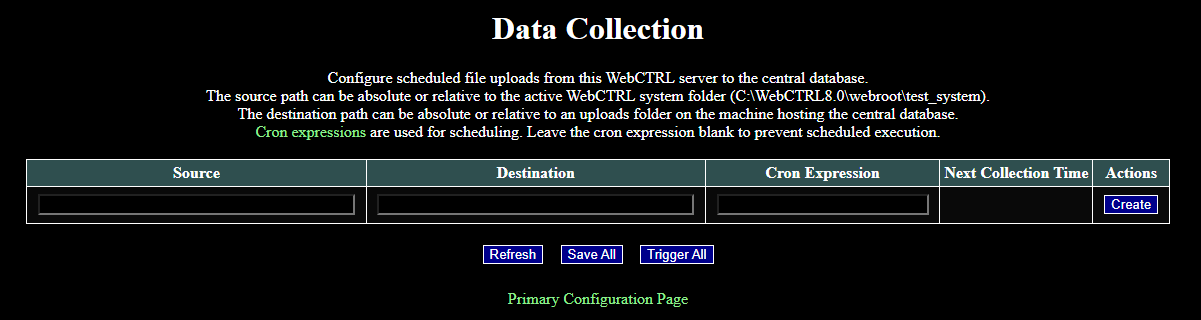 Data Collection
Configure scheduled file uploads from this WebCTRL server to the central database.
The source path can be absolute or relative to the active WebCTRL system folder (C:\WebCTRL8.0\webroot\test_system).
The destination path can be absolute or relative to an uploads folder on the machine hosting the central database.
Cron expressions are used for scheduling. Leave the cron expression blank to prevent scheduled execution.
Source Destination Cron Expression Next Collection Time Actions
Create
Refresh Save All Trigger All
Primary Configuration Page